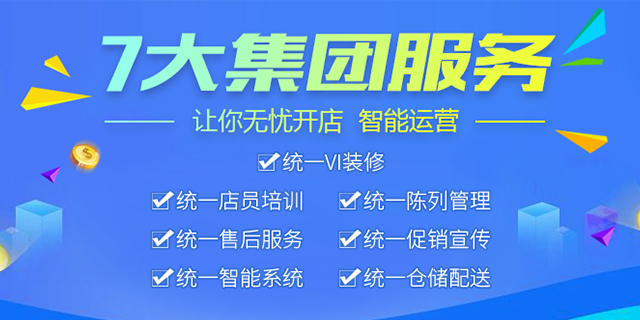 7大集团服务
让你无忧开店 智能运营
统一VI装修
统一店员培训 统一陈列管理
统一售后服务 统一促销宣传
统一智能系统 统一仓储配送